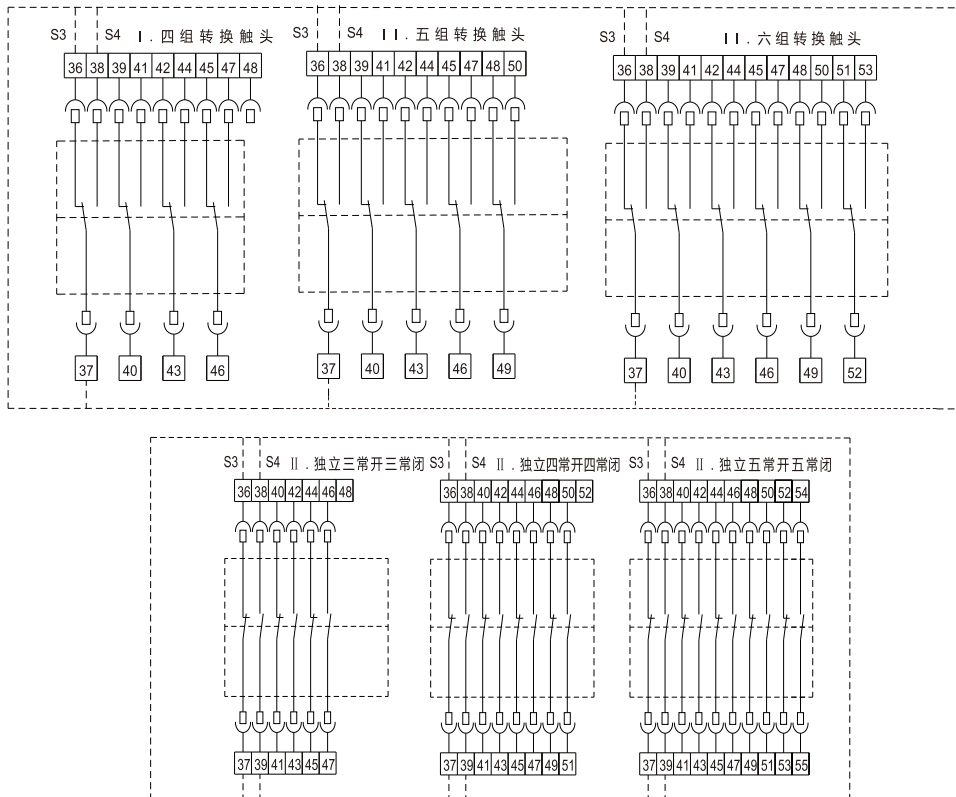 S3 S4 I.四组转换触头
36 38 39 41 42 44 45 47 48
37 40 43 46
S3 S4 II.五组转换触头
36 38 39 41 42 44 45 47 48 50
37 40 43 46 49
S3 S4 II.六组转换触头
36 38 39 41 42 44 45 47 48 50 51 53
37 40 43 46 49 52
S3 S4 Ⅱ.独立三常开三常闭
36 38 40 42 44 46 48
37 39 41 43 45 47
S3 S4 Ⅱ.独立四常开四常闭
36 38 40 42 44 46 48 50 52
37 39 41 43 45 47 49 51
S3 S4 Ⅱ.独立五常开五常闭
36 38 40 42 44 46 48 50 52 54
37 39 41 43 45 47 49 51 53 55